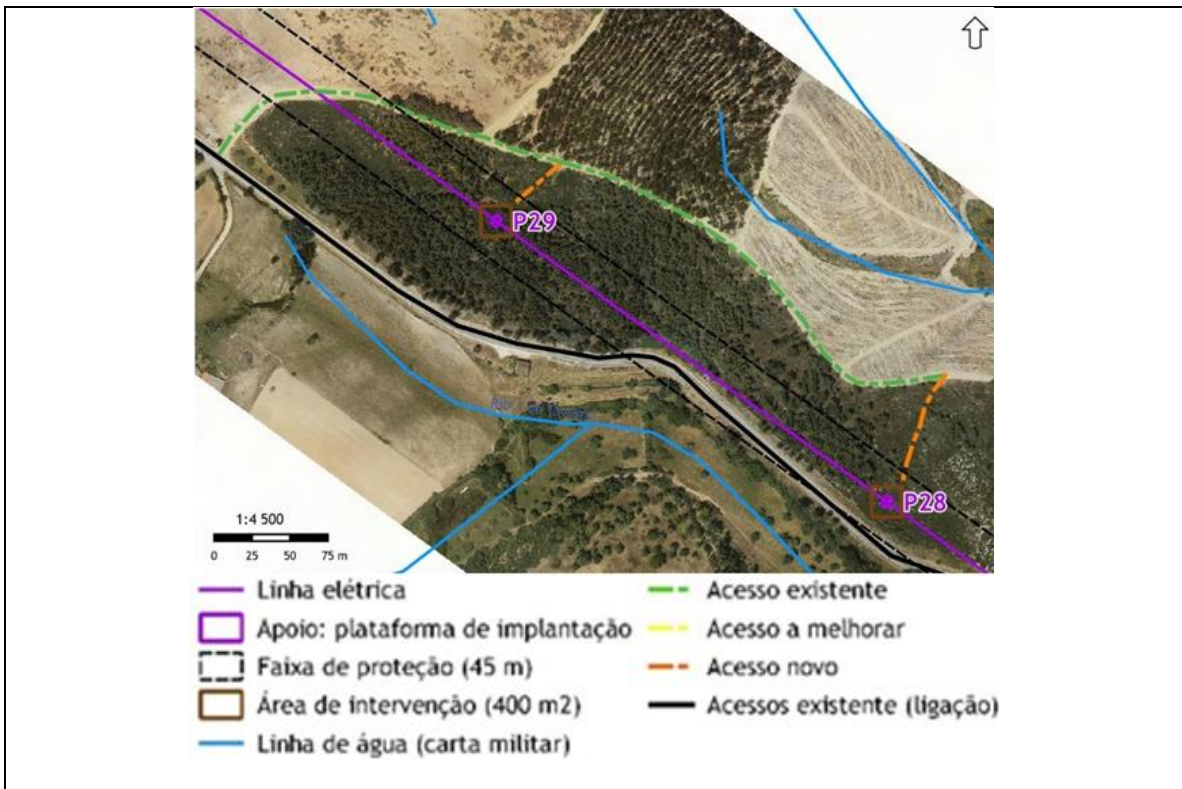 P29
P28
1:4 500
0 25 50 75 m
Linha elétrica
Apoio: plataforma de implantação
Faixa de proteção (45 m)
Área de intervenção (400 m2)
Linha de água (carta militar)
Acesso existente
Acesso a melhorar
Acesso novo
Acessos existente (ligação)